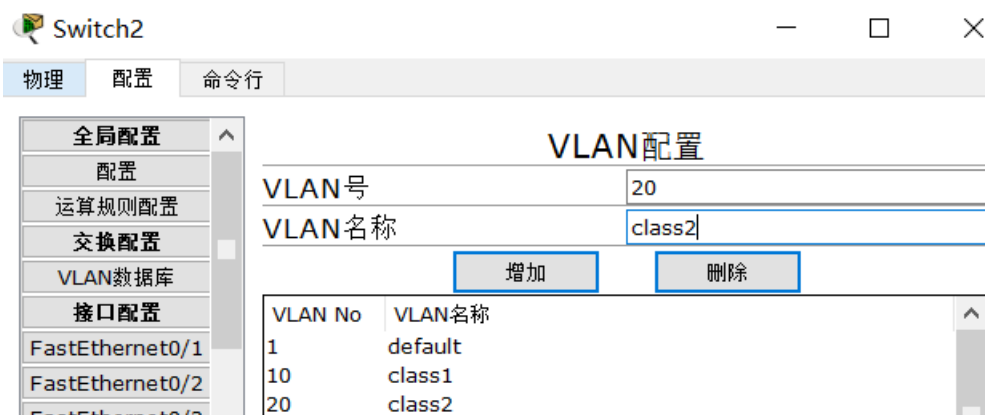 Switch2
物理 配置 命令行
全局配置
配置
运算规则配置
交换配置
VLAN数据库
接口配置
FastEthernet0/1
FastEthernet0/2
VLAN配置
VLAN号 20
VLAN名称 class2
增加 删除
VLAN No VLAN名称
1 default
10 class1
20 class2